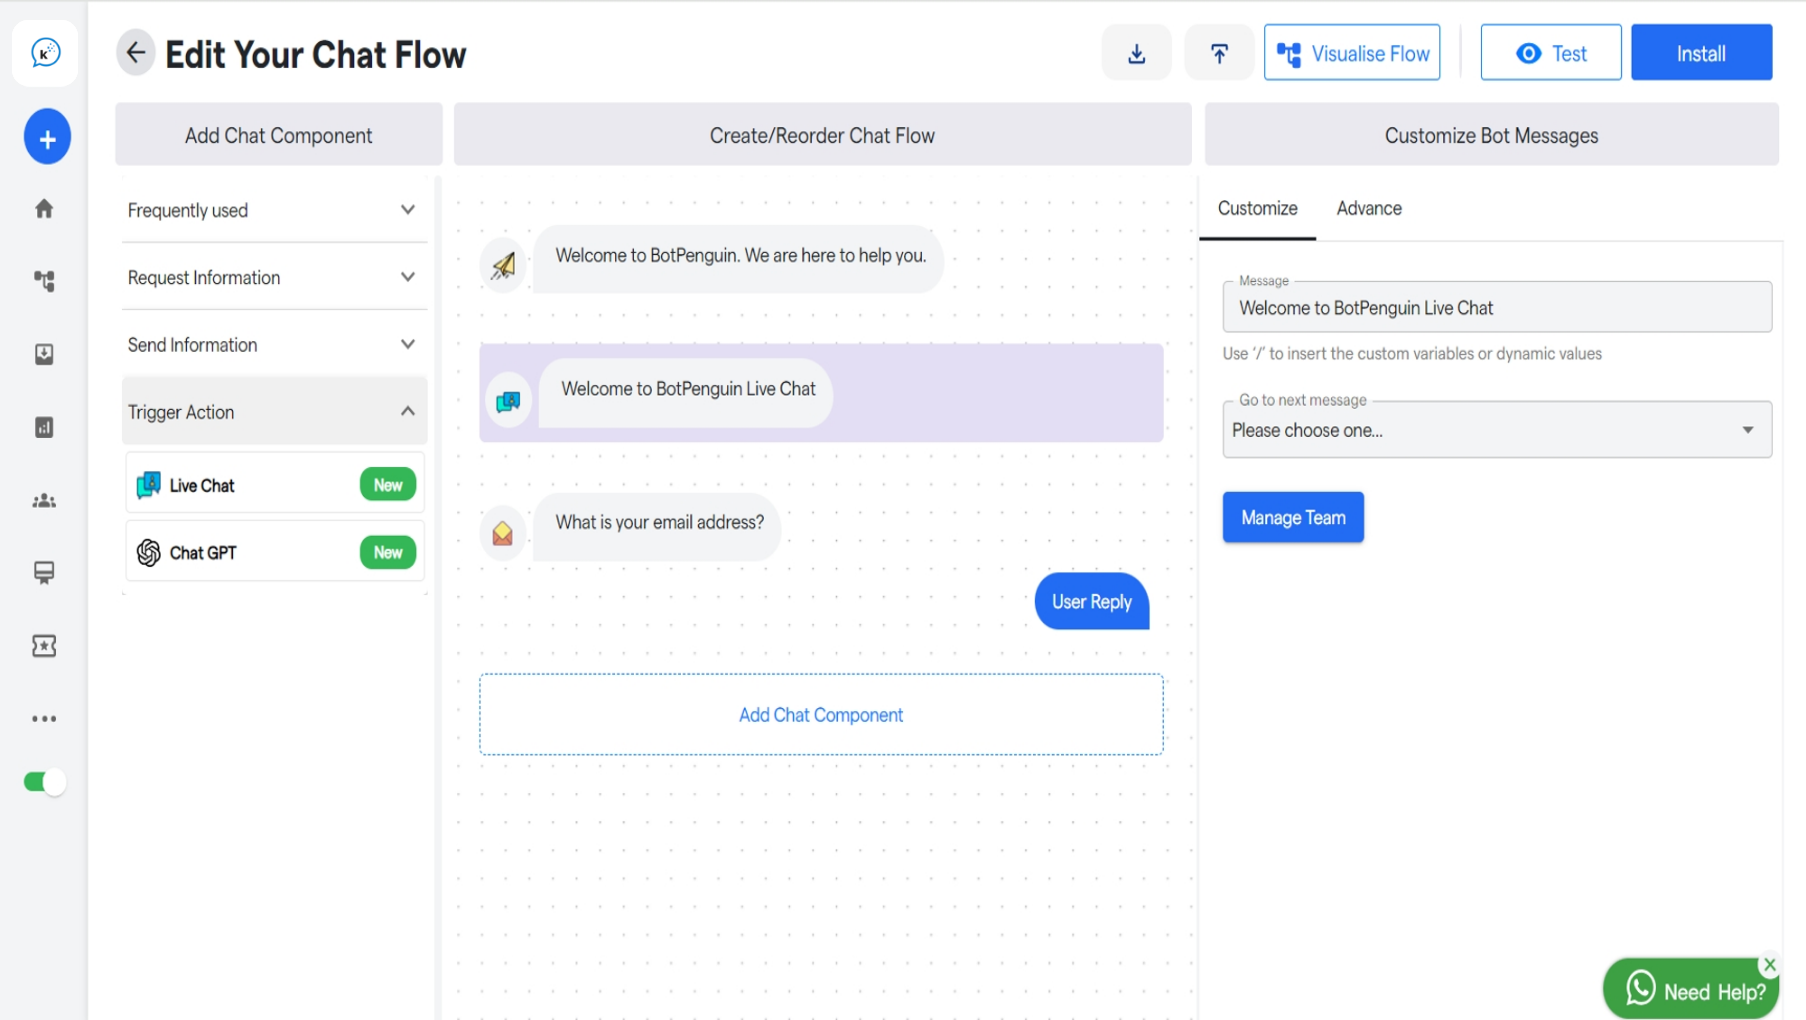 K
Edit Your Chat Flow
Visualise Flow
Test
Install
Add Chat Component
Create/Reorder Chat Flow
Customize Bot Messages
Frequently used
Request Information
Send Information
Trigger Action
Live Chat
New
Chat GPT
New
Welcome to BotPenguin. We are here to help you.
Welcome to BotPenguin Live Chat
What is your email address?
User Reply
Add Chat Component
Customize
Advance
Message
Welcome to BotPenguin Live Chat
Use ‘/’ to insert the custom variables or dynamic values
Go to next message
Please choose one...
Manage Team
X
Need Help?